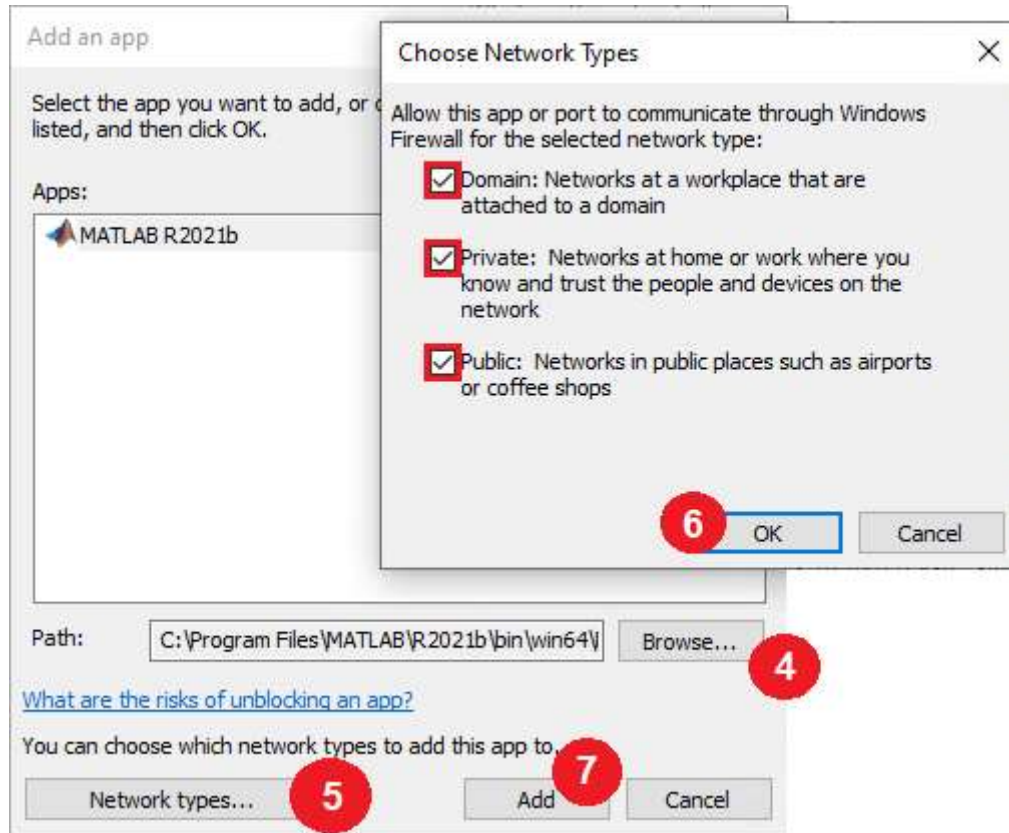 Add an app
Select the app you want to add, or
listed, and then click OK.
Apps:
MATLAB R2021b
Path:
C:\Program Files\MATLAB\R2021b\bin\win64\
Browse...
4
What are the risks of unblocking an app?
You can choose which network types to add this app to.
Network types...
5
Add
7
Cancel
Choose Network Types
Allow this app or port to communicate through Windows
Firewall for the selected network type:
Domain: Networks at a workplace that are
attached to a domain
Private: Networks at home or work where you
know and trust the people and devices on the
network
Public: Networks in public places such as airports
or coffee shops
6
OK
Cancel